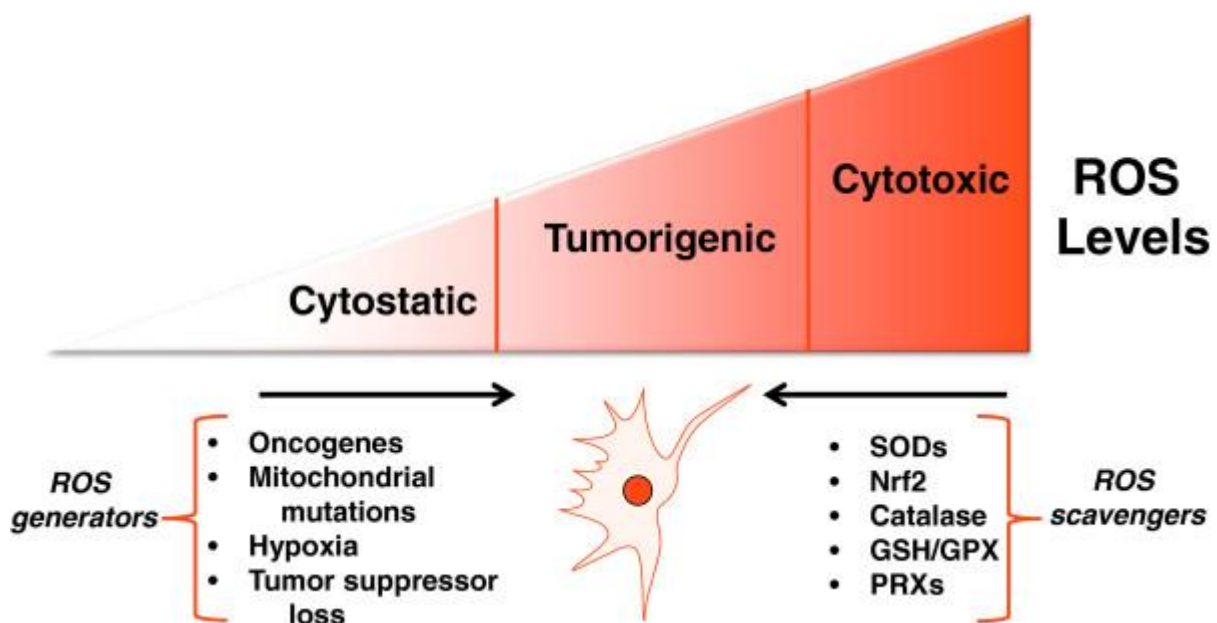 Cytotoxic
ROS
Levels
Tumorigenic
Cytostatic
ROS
generators
• Oncogenes
• Mitochondrial
mutations
• Hypoxia
• Tumor suppressor
loss
• SODs
• Nrf2
• Catalase
• GSH/GPX
• PRXs
ROS
scavengers